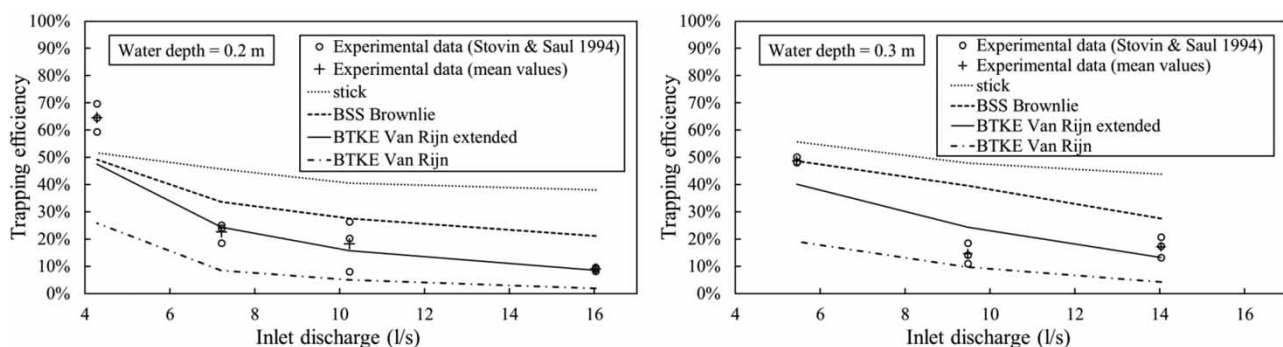 100%
90%
80%
70%
60%
50%
40%
30%
20%
10%
0%
Trapping efficiency
Water depth = 0.2 m
Experimental data (Stovin & Saul 1994)
Experimental data (mean values)
stick
BSS Brownlie
BTKE Van Rijn extended
BTKE Van Rijn
4 6 8 10 12 14 16
Inlet discharge (l/s)
100%
90%
80%
70%
60%
50%
40%
30%
20%
10%
0%
Trapping efficiency
Water depth = 0.3 m
Experimental data (Stovin & Saul 1994)
Experimental data (mean values)
stick
BSS Brownlie
BTKE Van Rijn extended
BTKE Van Rijn
4 6 8 10 12 14 16
Inlet discharge (l/s)